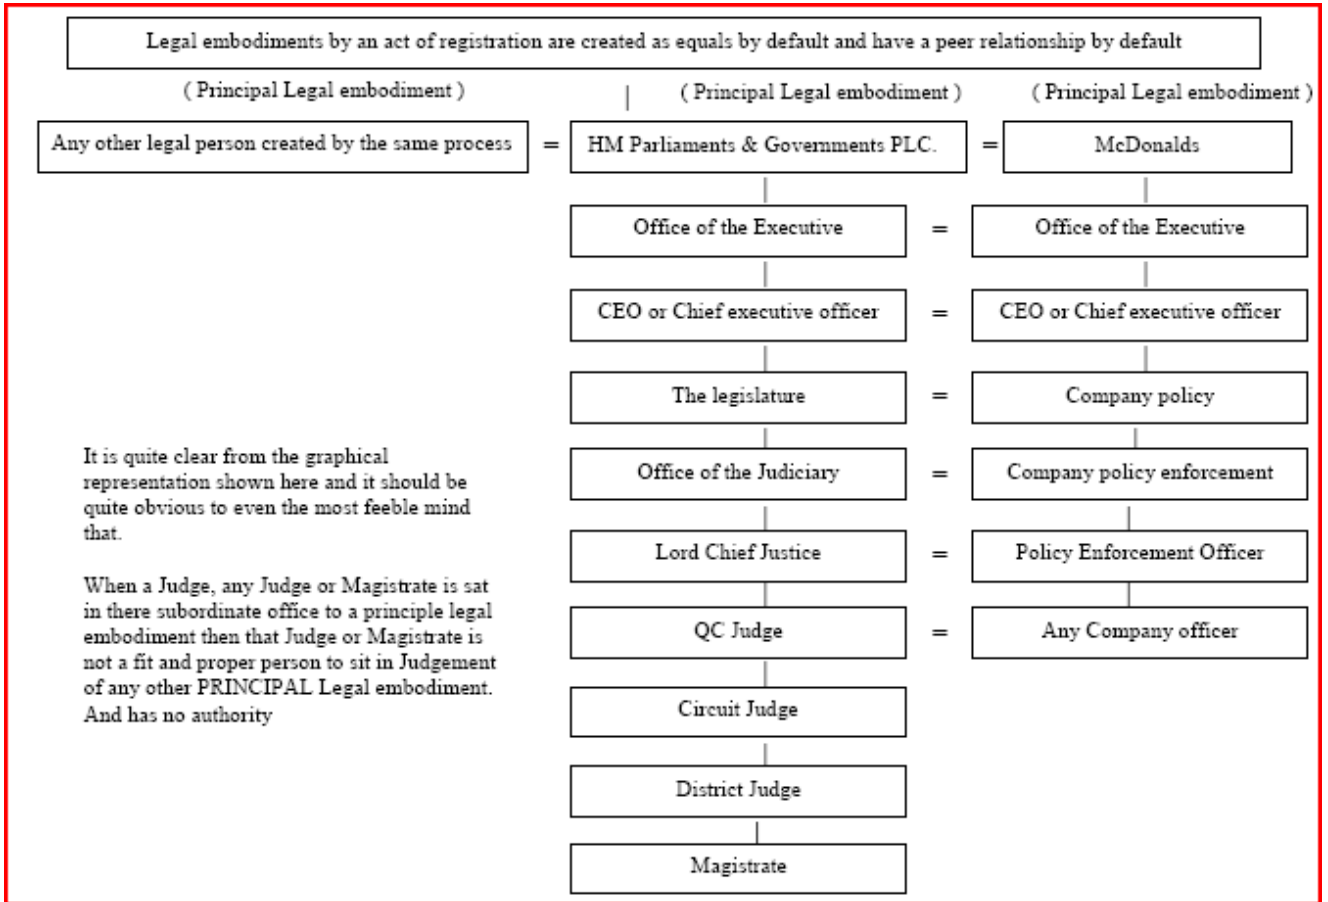 Legal embodiments by an act of registration are created as equals by default and have a peer relationship by default
( Principal Legal embodiment )
( Principal Legal embodiment )
( Principal Legal embodiment )
Any other legal person created by the same process
=
HM Parliaments & Governments PLC.
=
McDonalds
Office of the Executive
=
Office of the Executive
CEO or Chief executive officer
=
CEO or Chief executive officer
The legislature
=
Company policy
Office of the Judiciary
=
Company policy enforcement
Lord Chief Justice
=
Policy Enforcement Officer
QC Judge
=
Any Company officer
Circuit Judge
District Judge
Magistrate
It is quite clear from the graphical
representation shown here and it should be
quite obvious to even the most feeble mind
that.
When a Judge, any Judge or Magistrate is sat
in there subordinate office to a principle legal
embodiment then that Judge or Magistrate is
not a fit and proper person to sit in Judgement
of any other PRINCIPAL Legal embodiment.
And has no authority